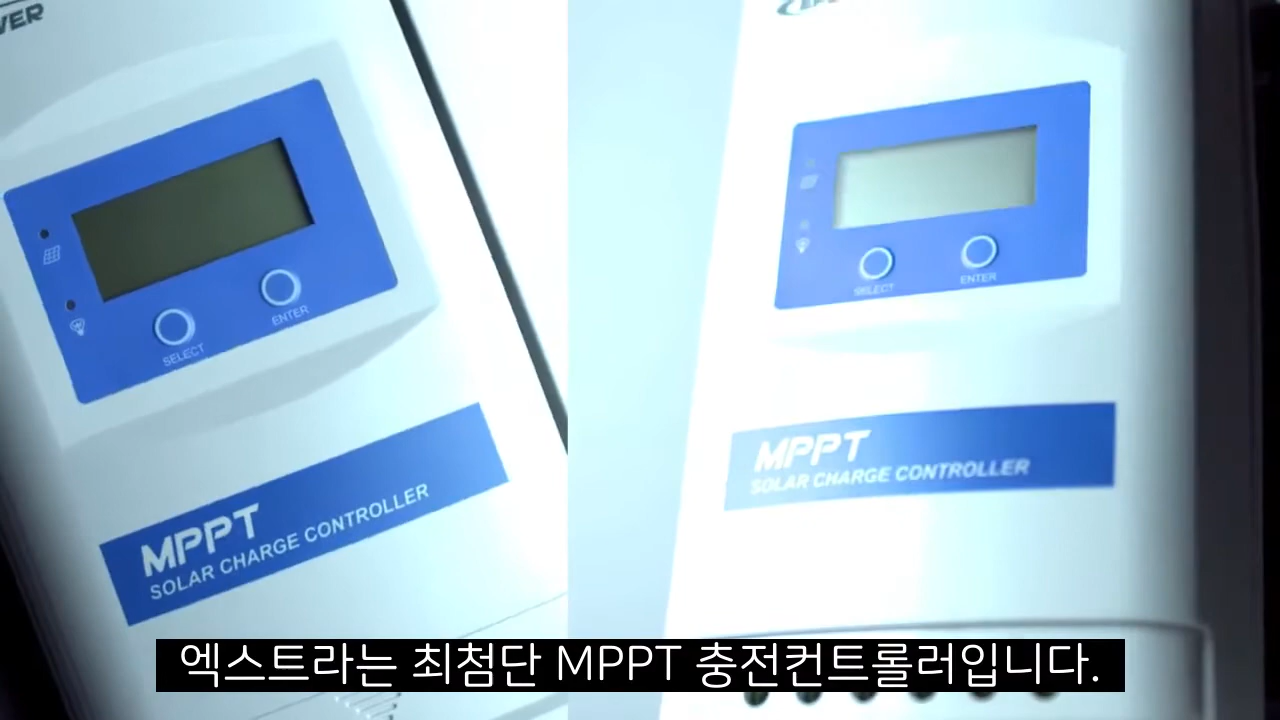 SELECT
ENTER
MPPT
SOLAR CHARGE CONTROLLER
SELECT
ENTER
MPPT
SOLAR CHARGE CONTROLLER
엑스트라는 최첨단 MPPT 충전컨트롤러입니다.